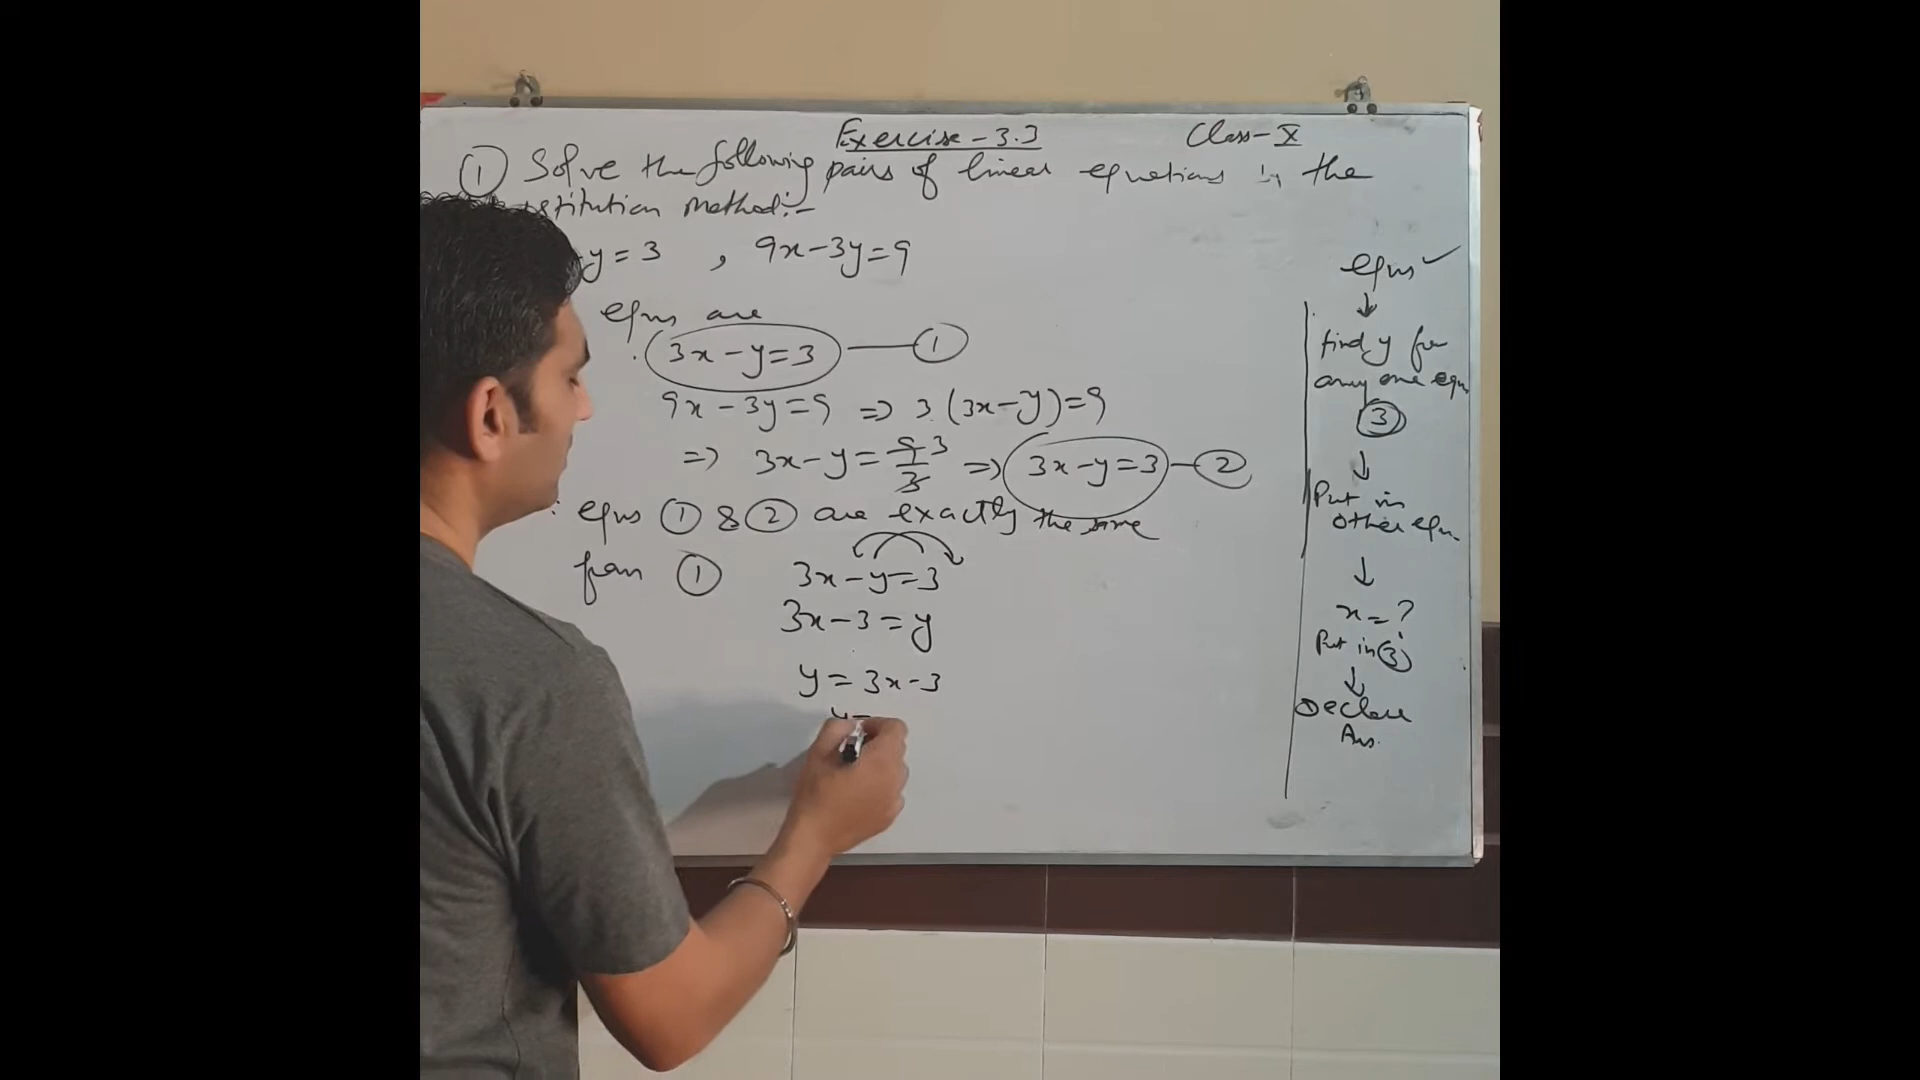 Exercise - 3.3
Class - X
① Solve the following pairs of linear equations by the
stitution method:-
y = 3 , 9x - 3y = 9
eqns are
3x - y = 3 — ①
9x - 3y = 9 => 3 (3x - y) = 9
=> 3x - y = 9/3 3 => 3x - y = 3 — ②
∴ eqns ① & ② are exactly the same
from ① 3x - y = 3
3x - 3 = y
y = 3x - 3
y =
eqns ✓
↓
find y from
any one eqn
③
↓
Put in
other eqn.
↓
x = ?
Put in ③
↓
Declare
Ans.